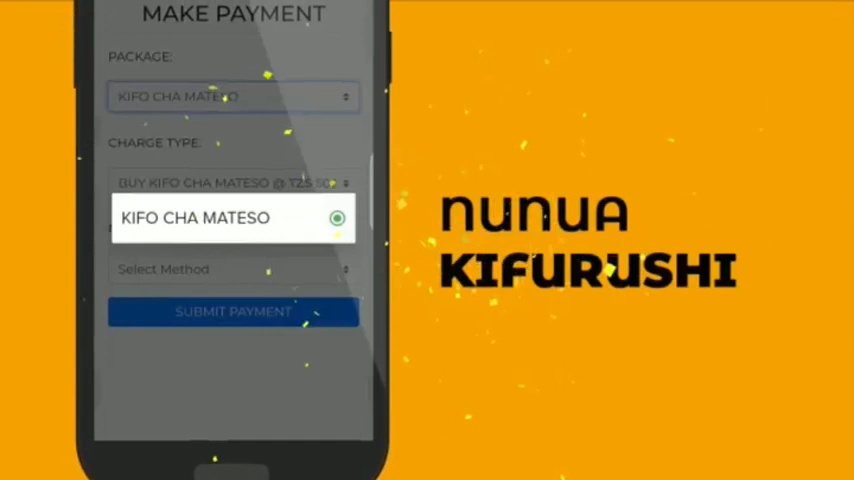 MAKE PAYMENT
PACKAGE:
KIFO CHA MATESO
CHARGE TYPE:
BUY KIFO CHA MATESO @ TZS
KIFO CHA MATESO
Select Method
SUBMIT PAYMENT
NUNUA
KIFURUSHI